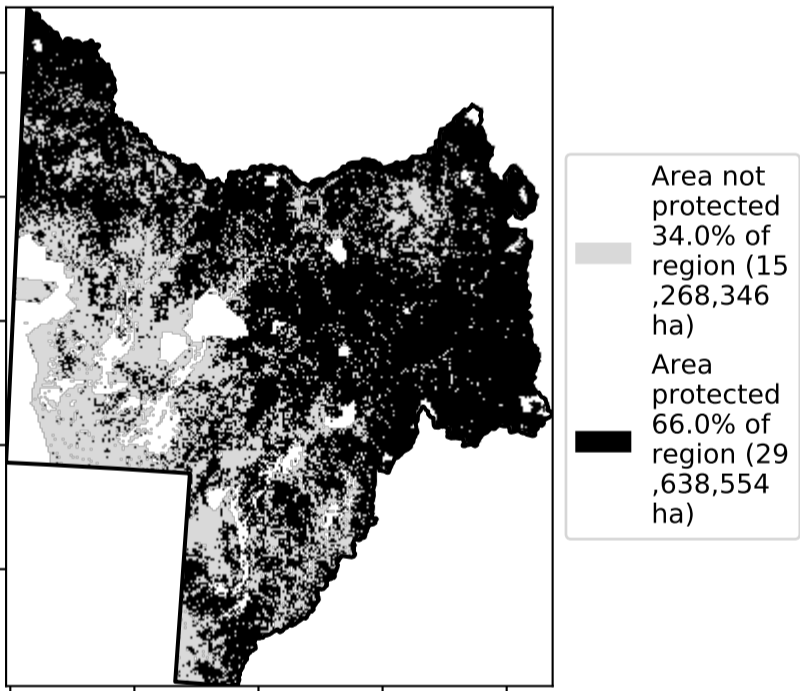 Area not
protected
34.0% of
region (15
,268,346
ha)
Area
protected
66.0% of
region (29
,638,554
ha)